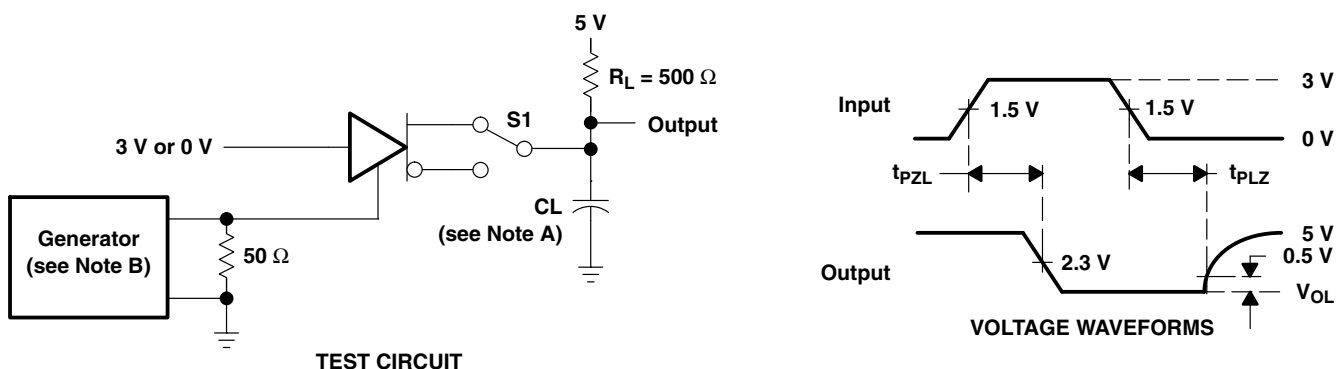 5 V
R_L = 500 Ω
S1
Output
3 V or 0 V
CL
(see Note A)
Generator
(see Note B)
50 Ω
TEST CIRCUIT
3 V
Input
1.5 V
1.5 V
0 V
t_PZL
t_PLZ
5 V
0.5 V
Output
2.3 V
V_OL
VOLTAGE WAVEFORMS